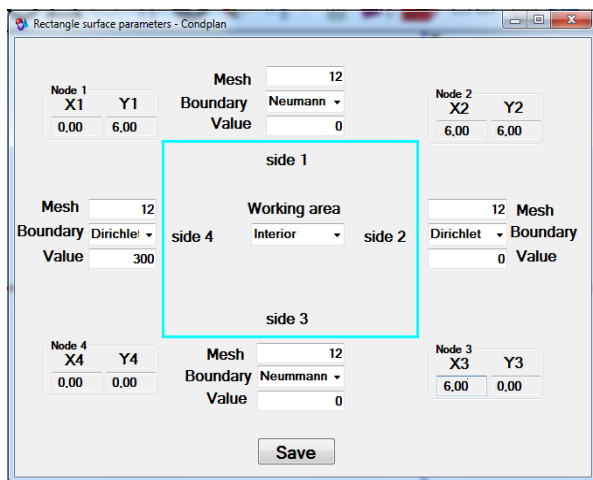 Rectangle surface parameters - Condplan
Mesh 12
Node 1
X1 Y1
0,00 6,00
Boundary Neumann
Value 0
Node 2
X2 Y2
6,00 6,00
side 1
Mesh 12
Boundary Dirichlet
Value 300
side 4
Working area
Interior
side 2
12 Mesh
Dirichlet Boundary
0 Value
side 3
Node 4
X4 Y4
0,00 0,00
Mesh 12
Boundary Neummann
Value 0
Node 3
X3 Y3
6,00 0,00
Save